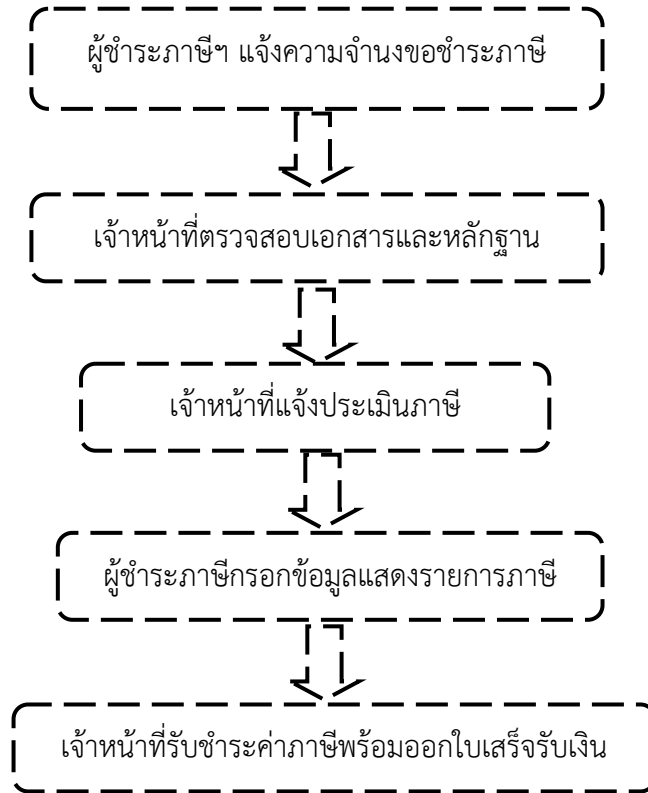 ผู้ชำระภาษีฯ แจ้งความจำนงขอชำระภาษี
เจ้าหน้าที่ตรวจสอบเอกสารและหลักฐาน
เจ้าหน้าที่แจ้งประเมินภาษี
ผู้ชำระภาษีกรอกข้อมูลแสดงรายการภาษี
เจ้าหน้าที่รับชำระค่าภาษีพร้อมออกใบเสร็จรับเงิน